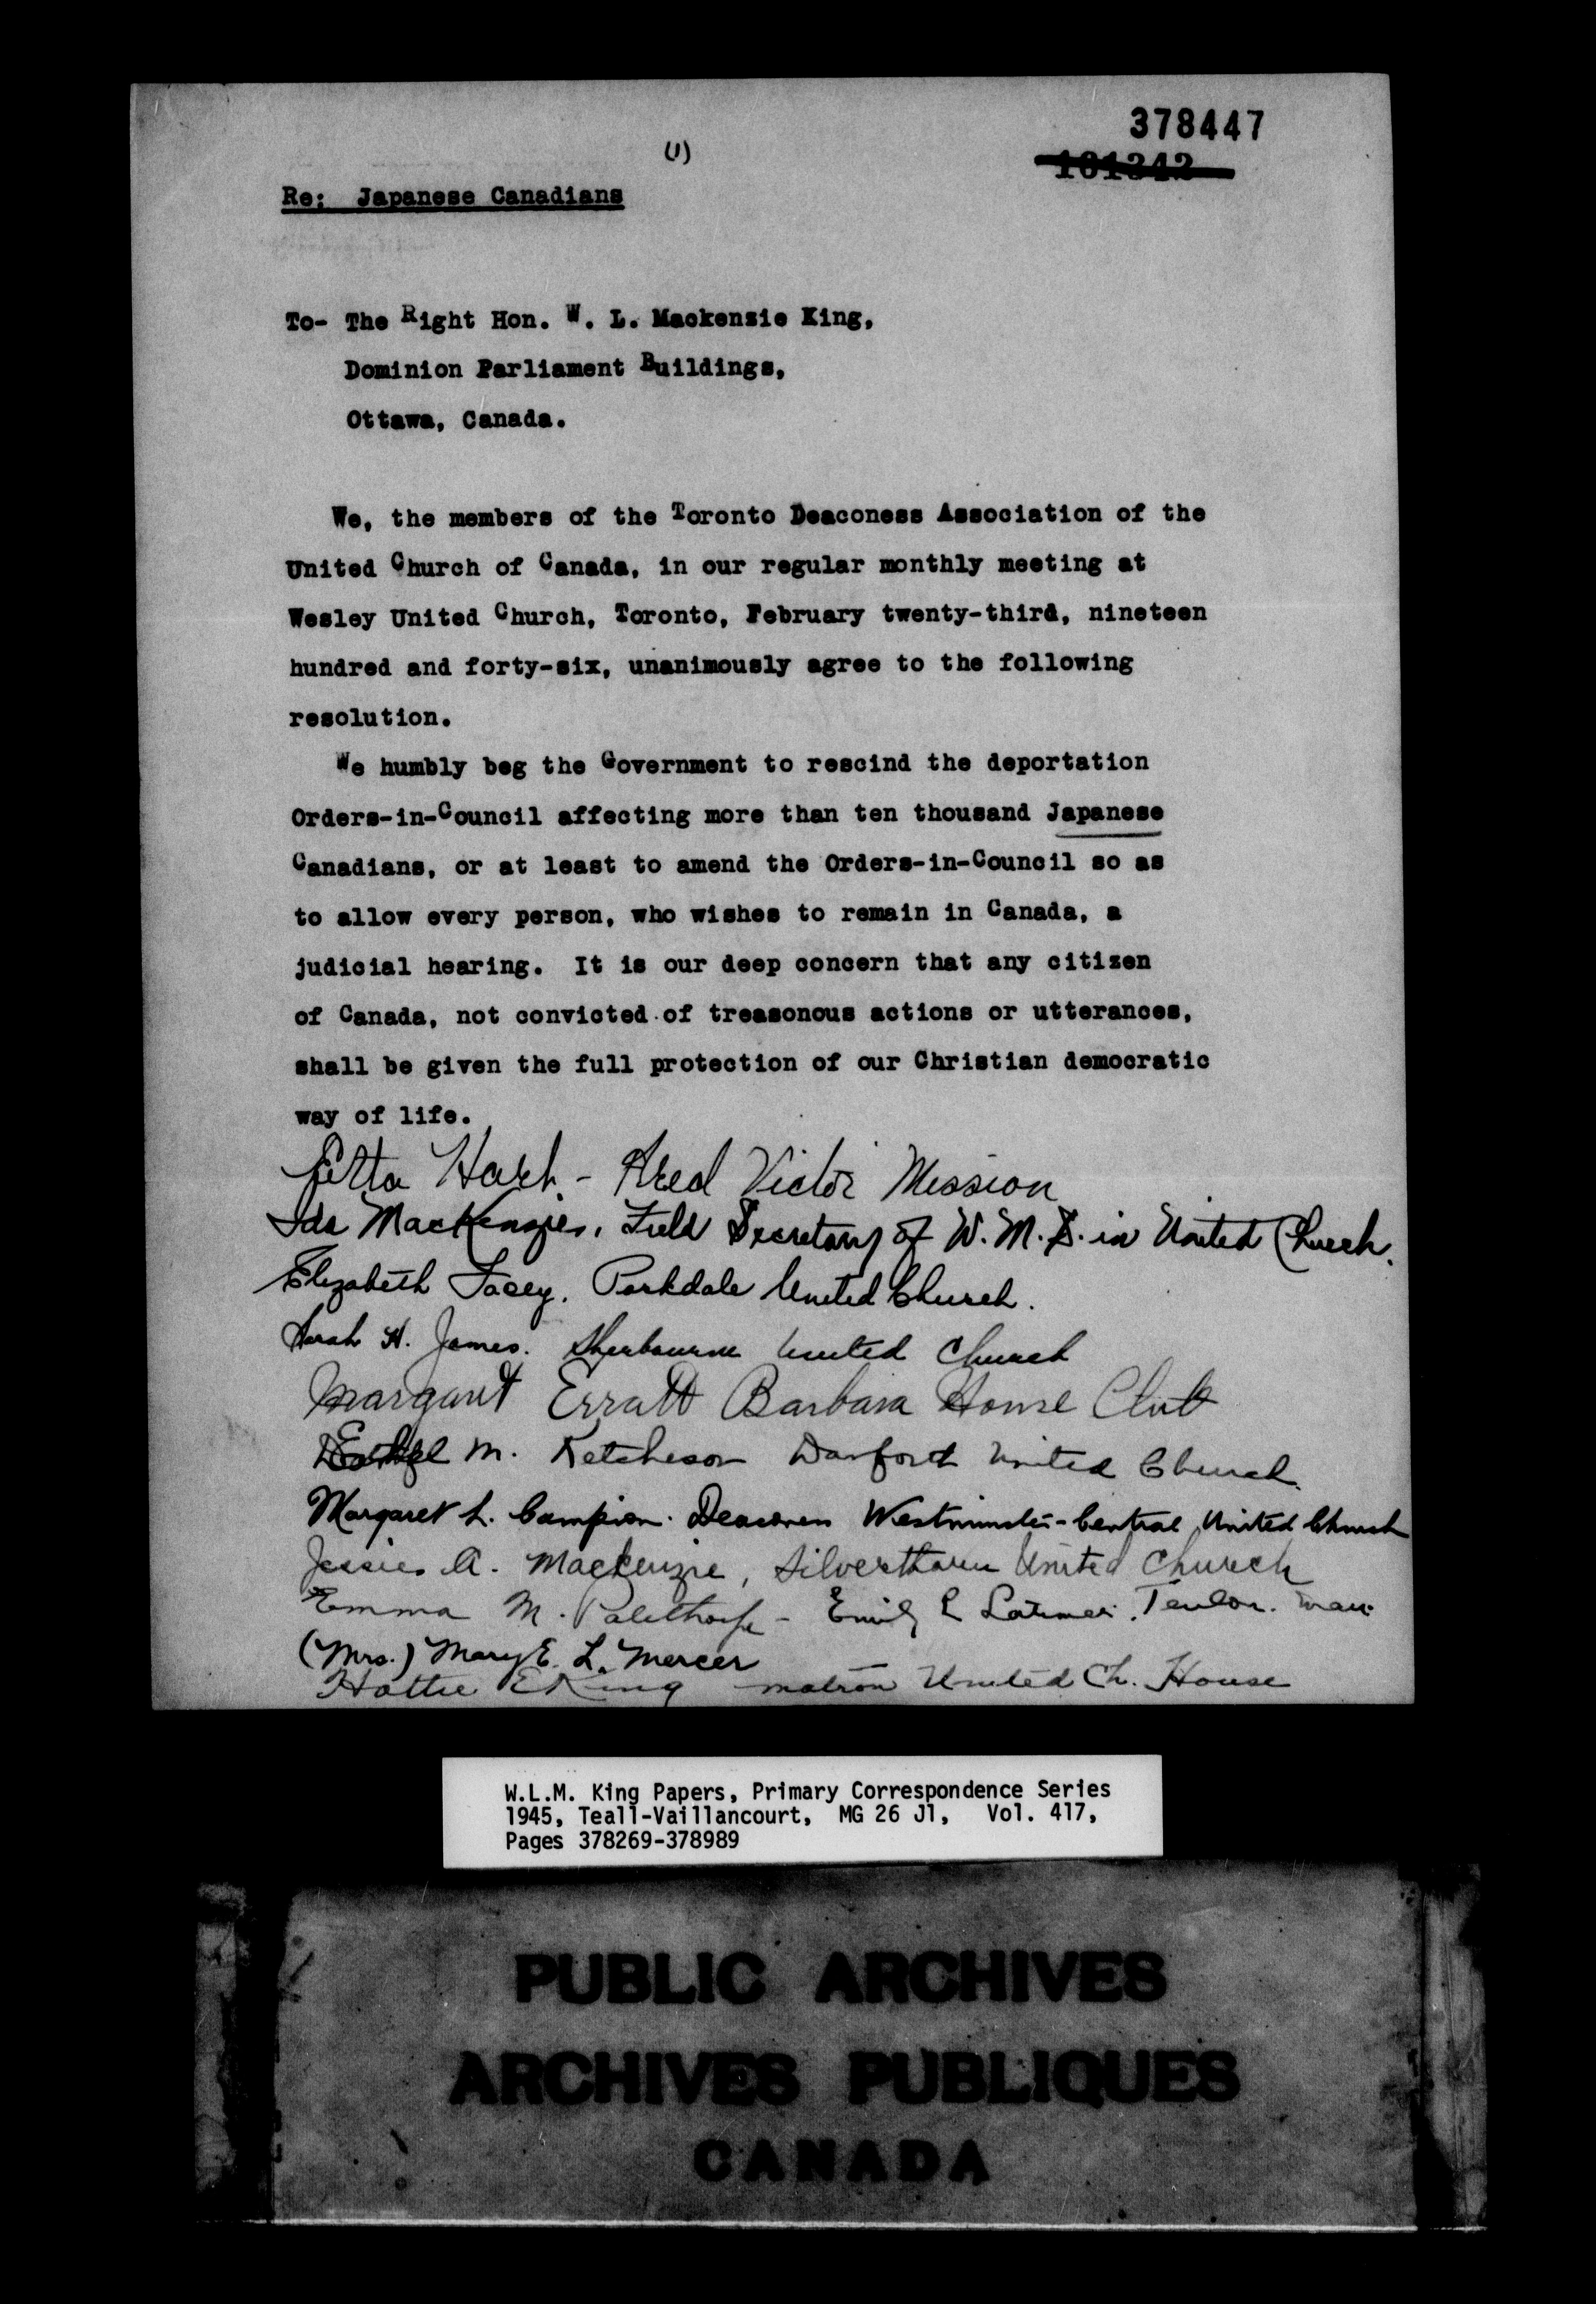 378447
(1)
101342
Re: Japanese Canadians
To- The Right Hon. W. L. Mackenzie King,
Dominion Parliament Buildings,
Ottawa, Canada.
We, the members of the Toronto Deaconess Association of the
United Church of Canada, in our regular monthly meeting at
Wesley United Church, Toronto, February twenty-third, nineteen
hundred and forty-six, unanimously agree to the following
resolution.
We humbly beg the Government to rescind the deportation
Orders-in-Council affecting more than ten thousand Japanese
Canadians, or at least to amend the Orders-in-Council so as
to allow every person, who wishes to remain in Canada, a
judicial hearing. It is our deep concern that any citizen
of Canada, not convicted of treasonous actions or utterances,
shall be given the full protection of our Christian democratic
way of life.
Etta Hart - Fred Victor Mission
Ida MacKenzie, Field Secretary of W.M.S. in United Church.
Elizabeth Facey. Parkdale United Church.
Sarah H. James. Sherbourne United Church
Margaret Erratt Barbara House Club
Ethel M. Ketcheson Danforth United Church.
Margaret L. Campion. Deaconess Westminster-Central United Church
Jessie A. MacKenzie, Silverthorn United Church
Emma M. Palethorpe - Emily L Latimer. Teulon. Man.
(Mrs.) Mary E. L. Mercer
Hattie E King matron United Ch. House
W.L.M. King Papers, Primary Correspondence Series
1945, Teall-Vaillancourt, MG 26 J1, Vol. 417,
Pages 378269-378989
PUBLIC ARCHIVES
ARCHIVES PUBLIQUES
CANADA